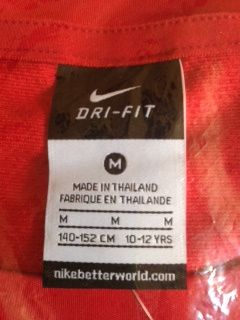 DRI-FIT
M
MADE IN THAILAND
FABRIQUE EN THAILANDE
M M M
140-152 CM 10-12 YRS
nikebetterworld.com